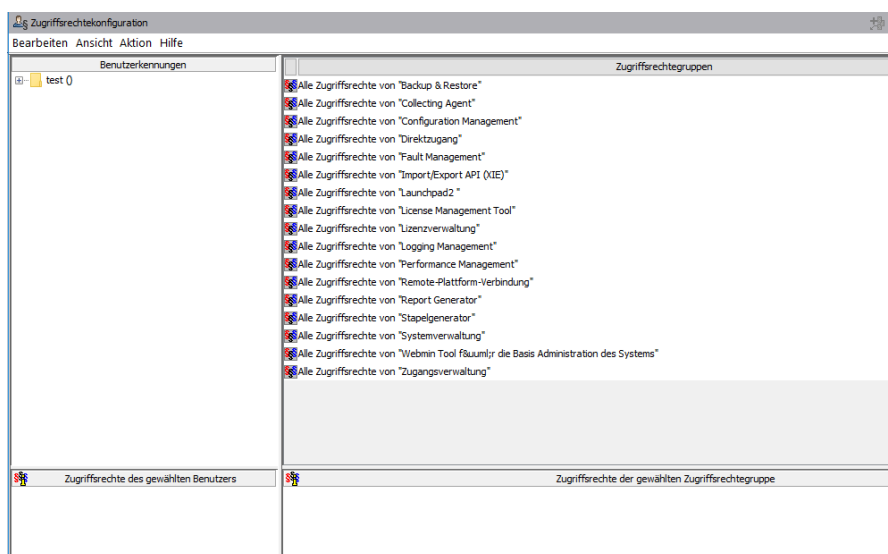 Zugriffsrechtekonfiguration
Bearbeiten Ansicht Aktion Hilfe
Benutzerkennungen
test ()
Zugriffsrechtegruppen
Alle Zugriffsrechte von "Backup & Restore"
Alle Zugriffsrechte von "Collecting Agent"
Alle Zugriffsrechte von "Configuration Management"
Alle Zugriffsrechte von "Direktzugang"
Alle Zugriffsrechte von "Fault Management"
Alle Zugriffsrechte von "Import/Export API (XIE)"
Alle Zugriffsrechte von "Launchpad2 "
Alle Zugriffsrechte von "License Management Tool"
Alle Zugriffsrechte von "Lizenzverwaltung"
Alle Zugriffsrechte von "Logging Management"
Alle Zugriffsrechte von "Performance Management"
Alle Zugriffsrechte von "Remote-Plattform-Verbindung"
Alle Zugriffsrechte von "Report Generator"
Alle Zugriffsrechte von "Stapelgenerator"
Alle Zugriffsrechte von "Systemverwaltung"
Alle Zugriffsrechte von "Webmin Tool f&uuml;r die Basis Administration des Systems"
Alle Zugriffsrechte von "Zugangsverwaltung"
Zugriffsrechte des gewählten Benutzers
Zugriffsrechte der gewählten Zugriffsrechtegruppe